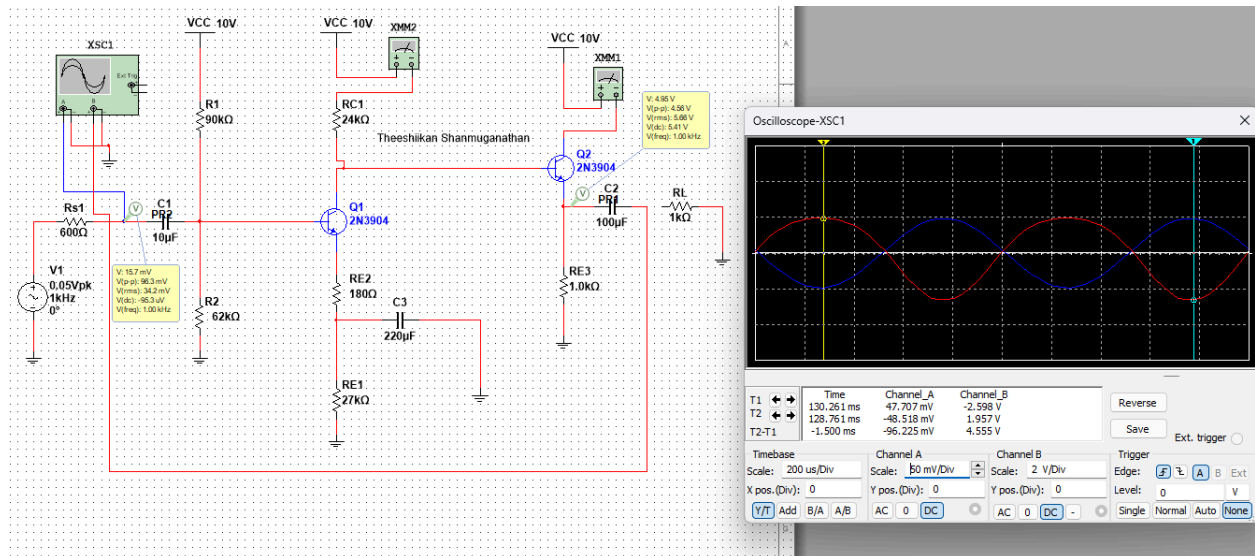 VCC 10V
VCC 10V
VCC 10V
XSC1
Ext Trig
A
B
XMM2
XMM1
R1
90kΩ
RC1
24kΩ
Theeshiikan Shanmuganathan
V: 4.95 V
V(p-p): 4.56 V
V(rms): 5.66 V
V(dc): 5.41 V
V(freq): 1.00 kHz
Q2
2N3904
C2
PR1
100µF
RL
1kΩ
Rs1
600Ω
V
C1
PR2
10µF
Q1
2N3904
V
V1
0.05Vpk
1kHz
0°
V: 15.7 mV
V(p-p): 96.3 mV
V(rms): 34.2 mV
V(dc): -95.3 uV
V(freq): 1.00 kHz
R2
62kΩ
RE2
180Ω
C3
220µF
RE3
1.0kΩ
RE1
27kΩ
A
Oscilloscope-XSC1
T1
T2
T2-T1
Time Channel_A Channel_B
130.261 ms 47.707 mV -2.598 V
128.761 ms -48.518 mV 1.957 V
-1.500 ms -96.225 mV 4.555 V
Reverse
Save
Ext. trigger
Timebase
Scale: 200 us/Div
X pos.(Div): 0
Y/T Add B/A A/B
Channel A
Scale: 50 mV/Div
Y pos.(Div): 0
AC 0 DC
Channel B
Scale: 2 V/Div
Y pos.(Div): 0
AC 0 DC -
Trigger
Edge: A B Ext
Level: 0 V
Single Normal Auto None